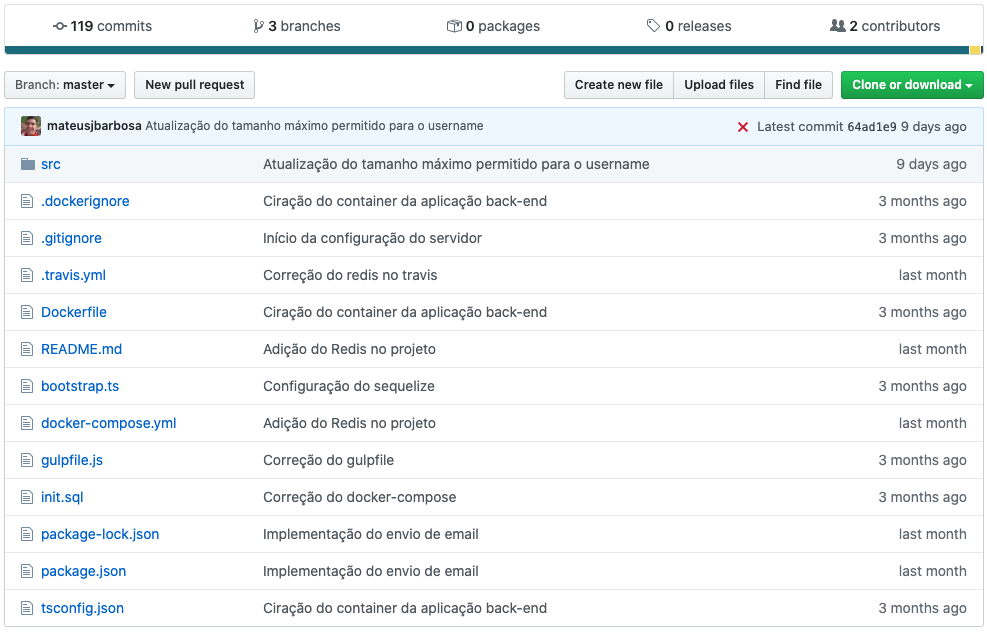 119 commits 3 branches 0 packages 0 releases 2 contributors
Branch: master New pull request Create new file Upload files Find file Clone or download
mateusjbarbosa Atualização do tamanho máximo permitido para o username Latest commit 64ad1e9 9 days ago
src Atualização do tamanho máximo permitido para o username 9 days ago
.dockerignore Ciração do container da aplicação back-end 3 months ago
.gitignore Início da configuração do servidor 3 months ago
.travis.yml Correção do redis no travis last month
Dockerfile Ciração do container da aplicação back-end 3 months ago
README.md Adição do Redis no projeto last month
bootstrap.ts Configuração do sequelize 3 months ago
docker-compose.yml Adição do Redis no projeto last month
gulpfile.js Correção do gulpfile 3 months ago
init.sql Correção do docker-compose 3 months ago
package-lock.json Implementação do envio de email last month
package.json Implementação do envio de email last month
tsconfig.json Ciração do container da aplicação back-end 3 months ago